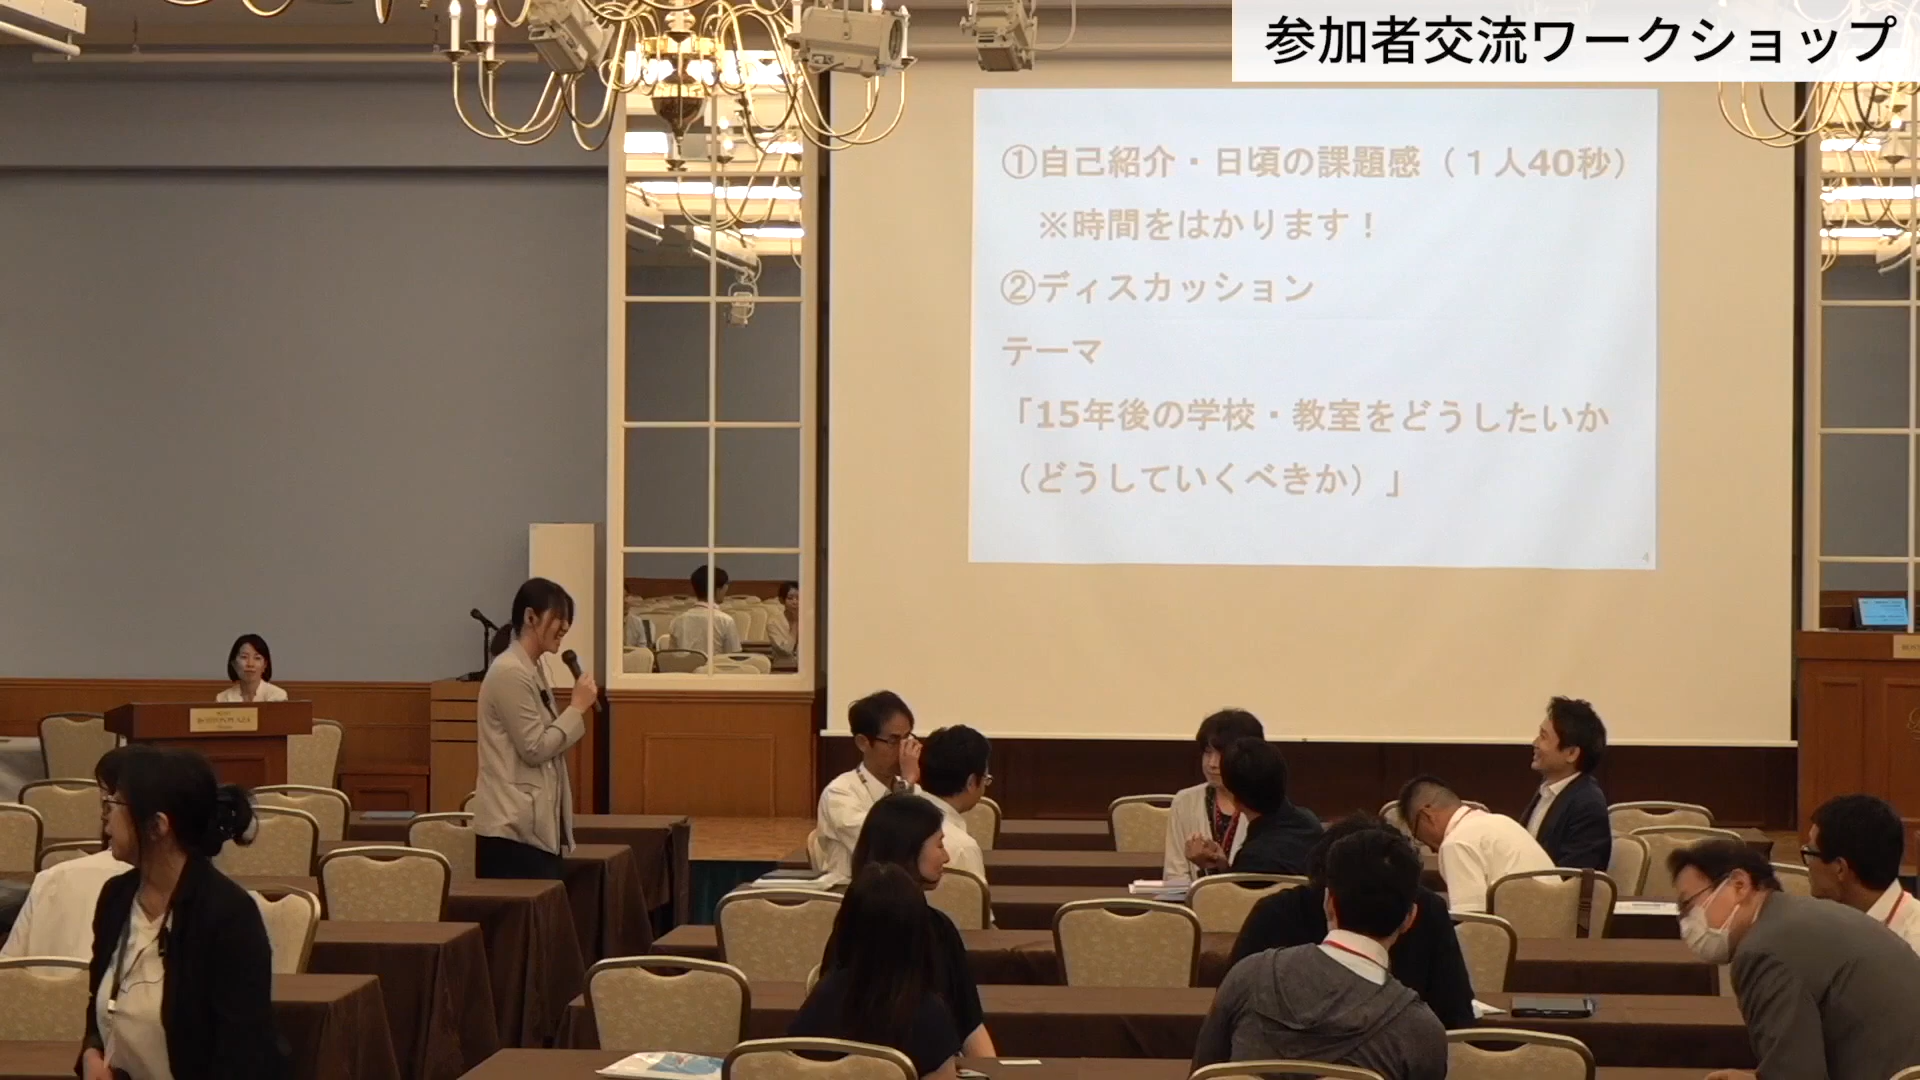 参加者交流ワークショップ
①自己紹介・日頃の課題感（１人40秒）
※時間をはかります！
②ディスカッション
テーマ
「15年後の学校・教室をどうしたいか
（どうしていくべきか）」
4